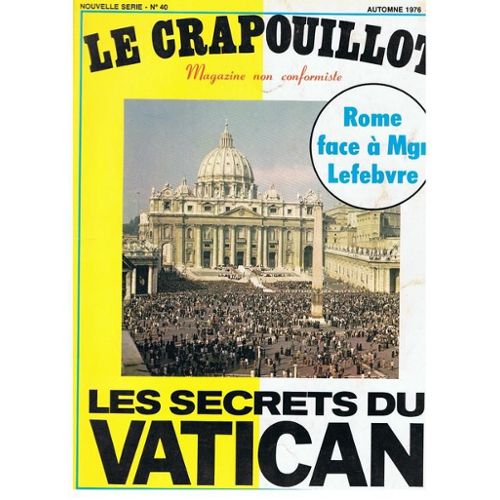 NOUVELLE SERIE - N° 40
AUTOMNE 1976
LE CRAPOUILLOT
Magazine non conformiste
Rome
face à Mgr
Lefebvre
LES SECRETS DU
VATICAN